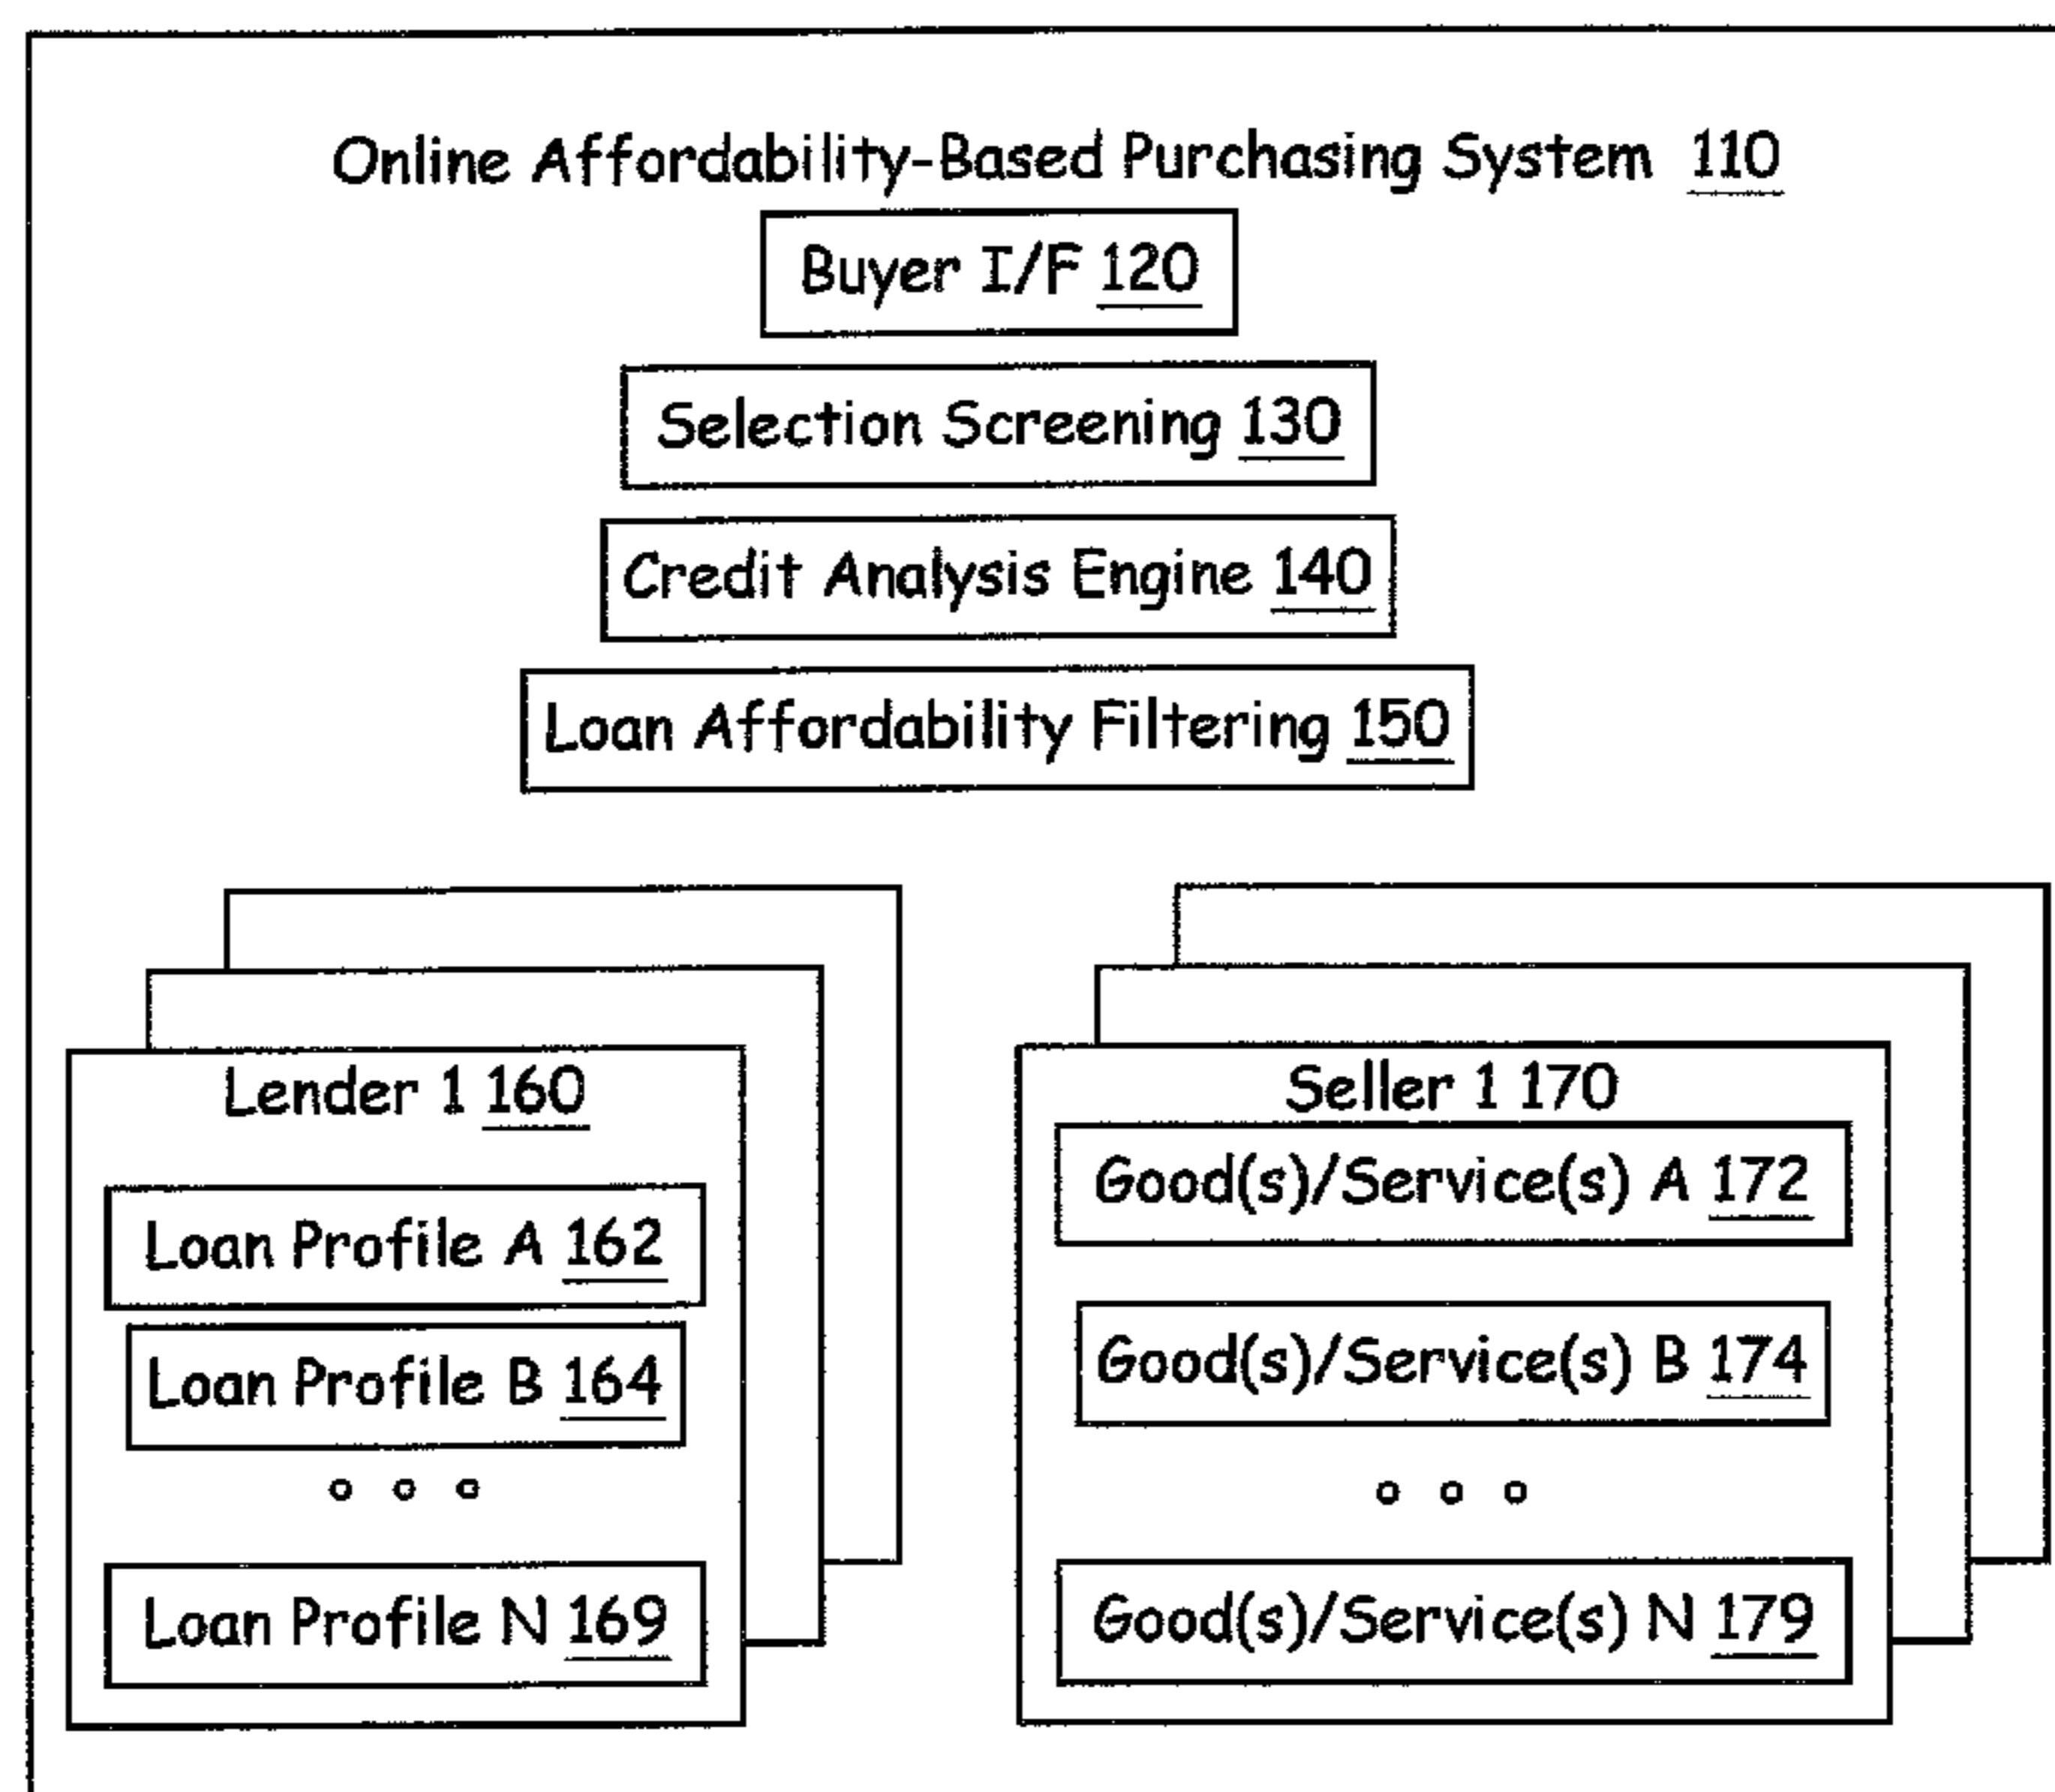 Online Affordability-Based Purchasing System 110
Buyer I/F 120
Selection Screening 130
Credit Analysis Engine 140
Loan Affordability Filtering 150
Lender 1 160
Loan Profile A 162
Loan Profile B 164
Loan Profile N 169
Seller 1 170
Good(s)/Service(s) A 172
Good(s)/Service(s) B 174
Good(s)/Service(s) N 179